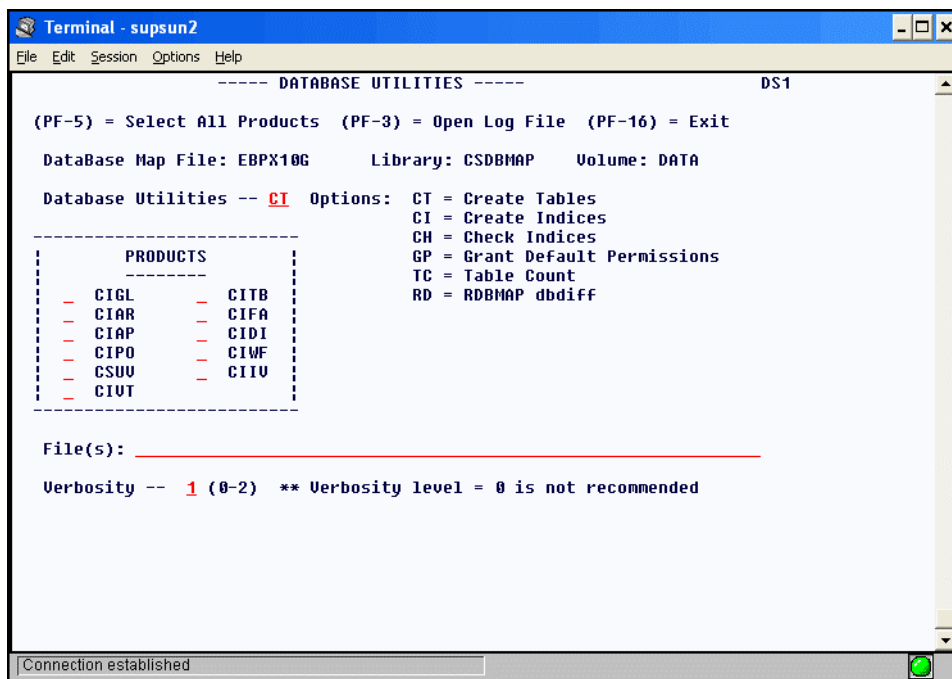 Terminal - supsun2
File Edit Session Options Help
----- DATABASE UTILITIES ----- DS1
(PF-5) = Select All Products (PF-3) = Open Log File (PF-16) = Exit
DataBase Map File: EBPX10G Library: CSDBMAP Volume: DATA
Database Utilities -- CT Options: CT = Create Tables
CI = Create Indices
CH = Check Indices
PRODUCTS GP = Grant Default Permissions
-------- TC = Table Count
_ CIGL _ CITB RD = RDBMAP dbdiff
_ CIAR _ CIFA
_ CIAP _ CIDI
_ CIPO _ CIWF
_ CSUV _ CIIV
_ CIVT
File(s):
Verbosity -- 1 (0-2) ** Verbosity level = 0 is not recommended
Connection established